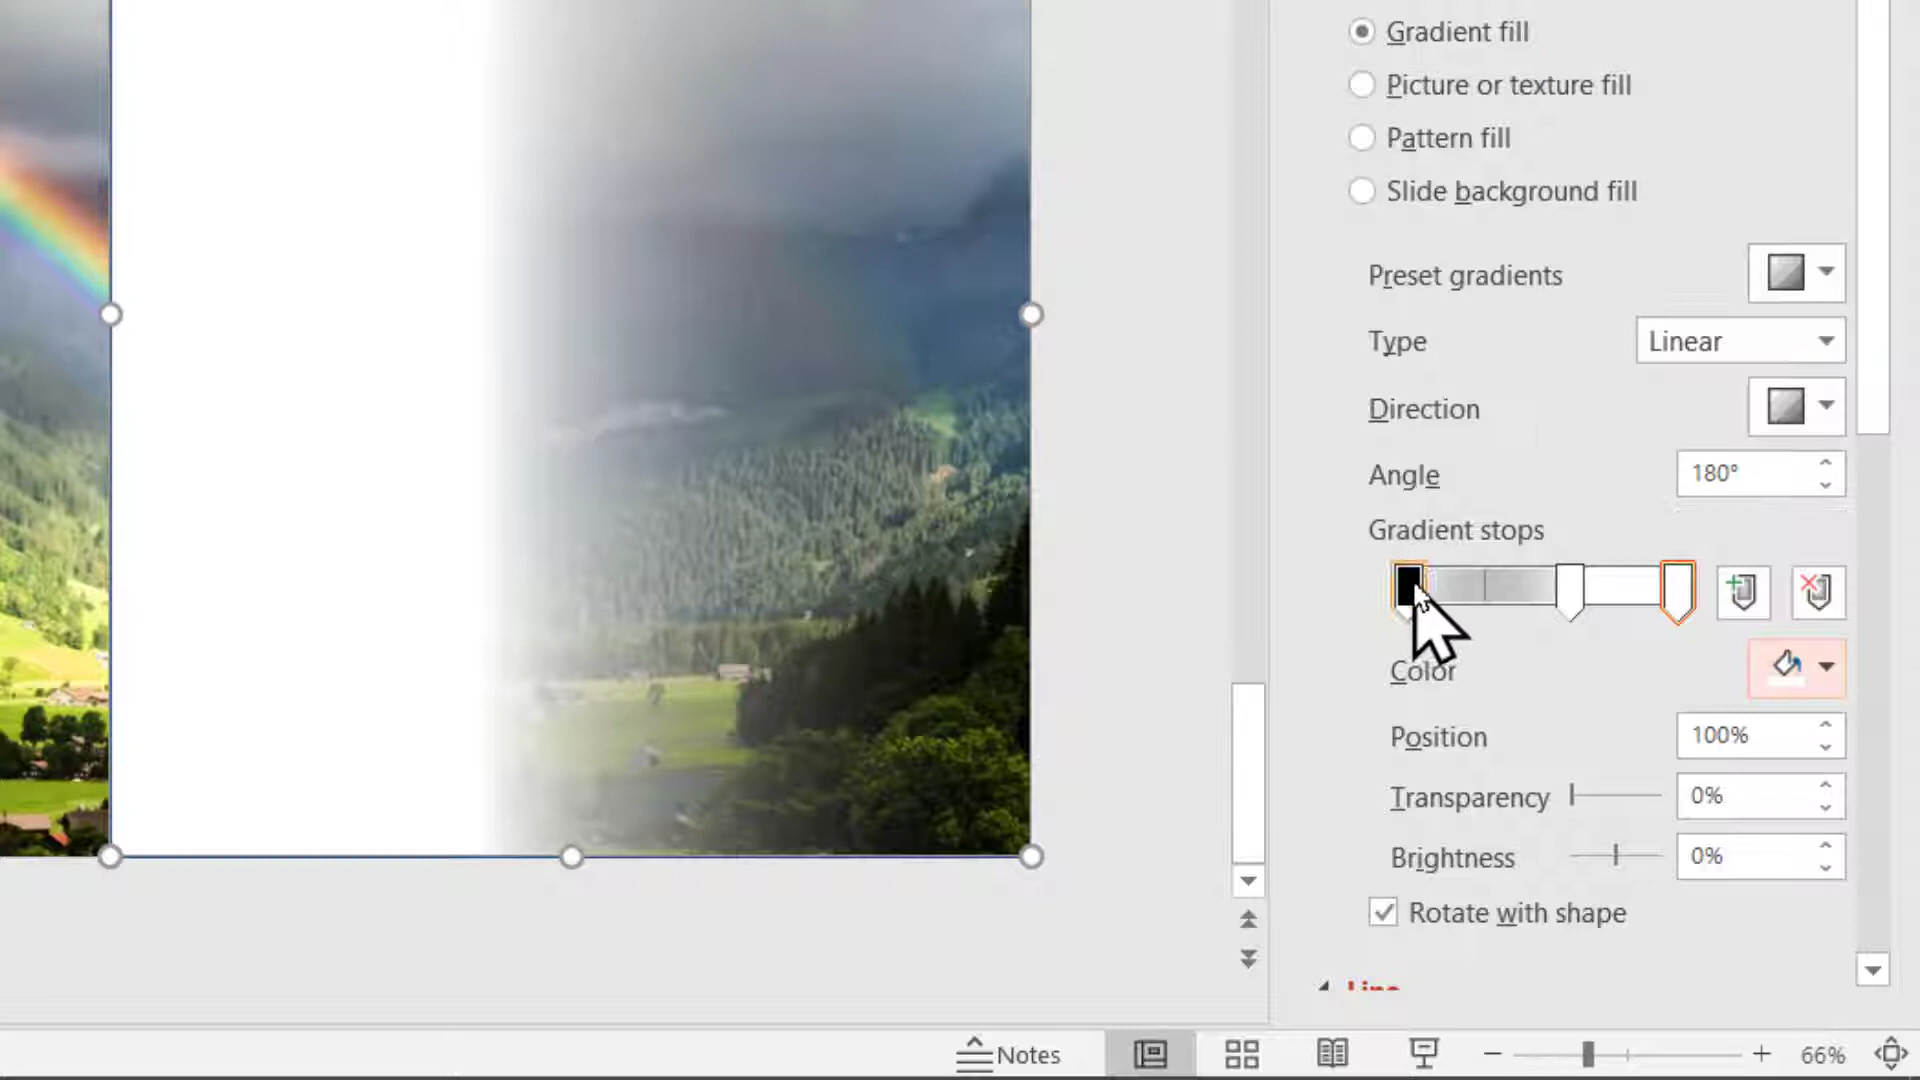 Gradient fill
Picture or texture fill
Pattern fill
Slide background fill
Preset gradients
Type Linear
Direction
Angle 180°
Gradient stops
Color
Position 100%
Transparency 0%
Brightness 0%
Rotate with shape
Line
Notes 66%